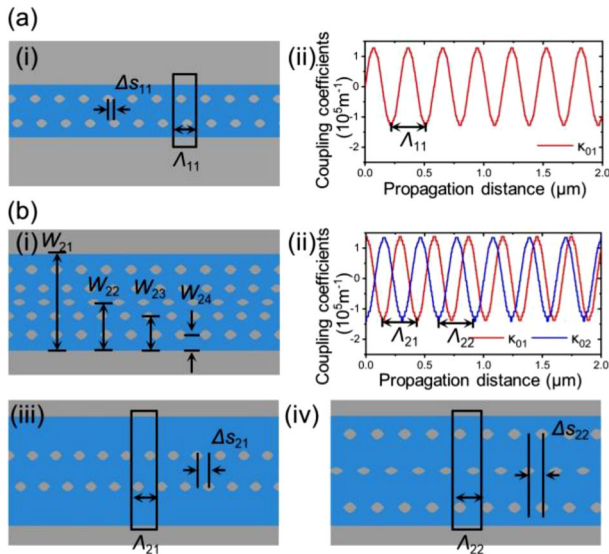 (a)
(i)
Δs₁₁
Λ₁₁
(ii)
Coupling coefficients
(10⁵m⁻¹)
1
0
-1
-2
Λ₁₁
κ₀₁
0.0 0.5 1.0 1.5 2.0
Propagation distance (μm)
(b)
(i)
W₂₁
W₂₂
W₂₃
W₂₄
(ii)
Coupling coefficients
(10⁵m⁻¹)
1
0
-1
-2
Λ₂₁
Λ₂₂
κ₀₁
κ₀₂
0.0 0.5 1.0 1.5 2.0
Propagation distance (μm)
(iii)
Δs₂₁
Λ₂₁
(iv)
Δs₂₂
Λ₂₂